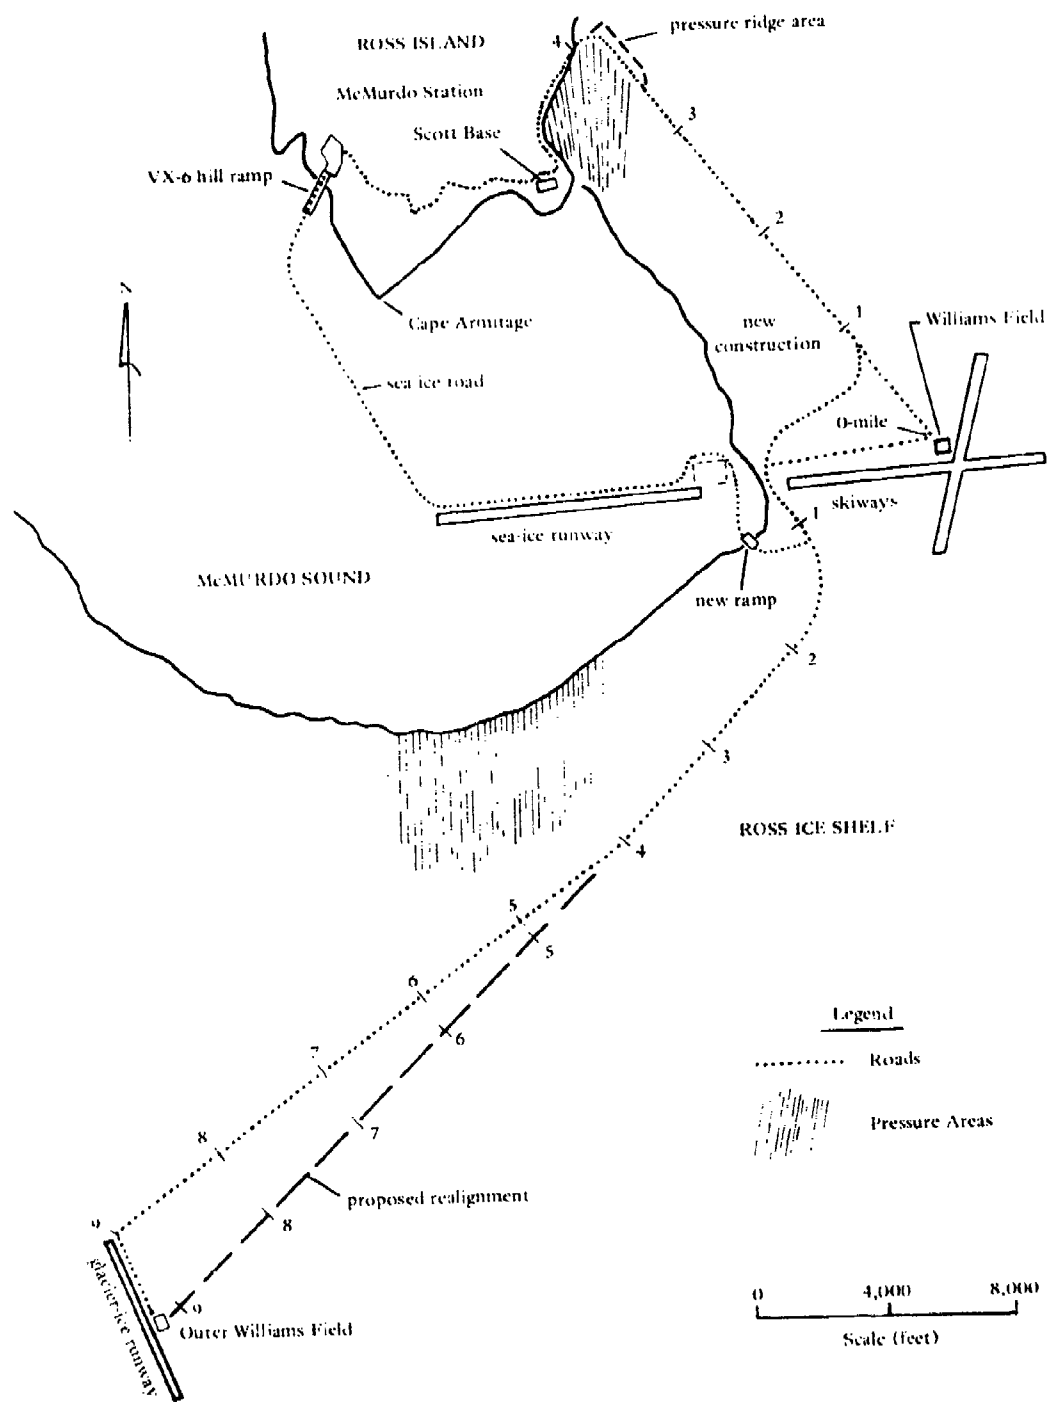 pressure ridge area
ROSS ISLAND
4
McMurdo Station
3
Scott Base
VX-6 hill ramp
2
N
1
Williams Field
Cape Armitage
new
construction
sea ice road
0-mile
skiways
1
sea-ice runway
McMURDO SOUND
new ramp
2
3
ROSS ICE SHELF
4
5
5
6
6
7
7
8
8
9
9
proposed realignment
glacier-ice runway
Outer Williams Field
Legend
Roads
Pressure Areas
0 4,000 8,000
Scale (feet)